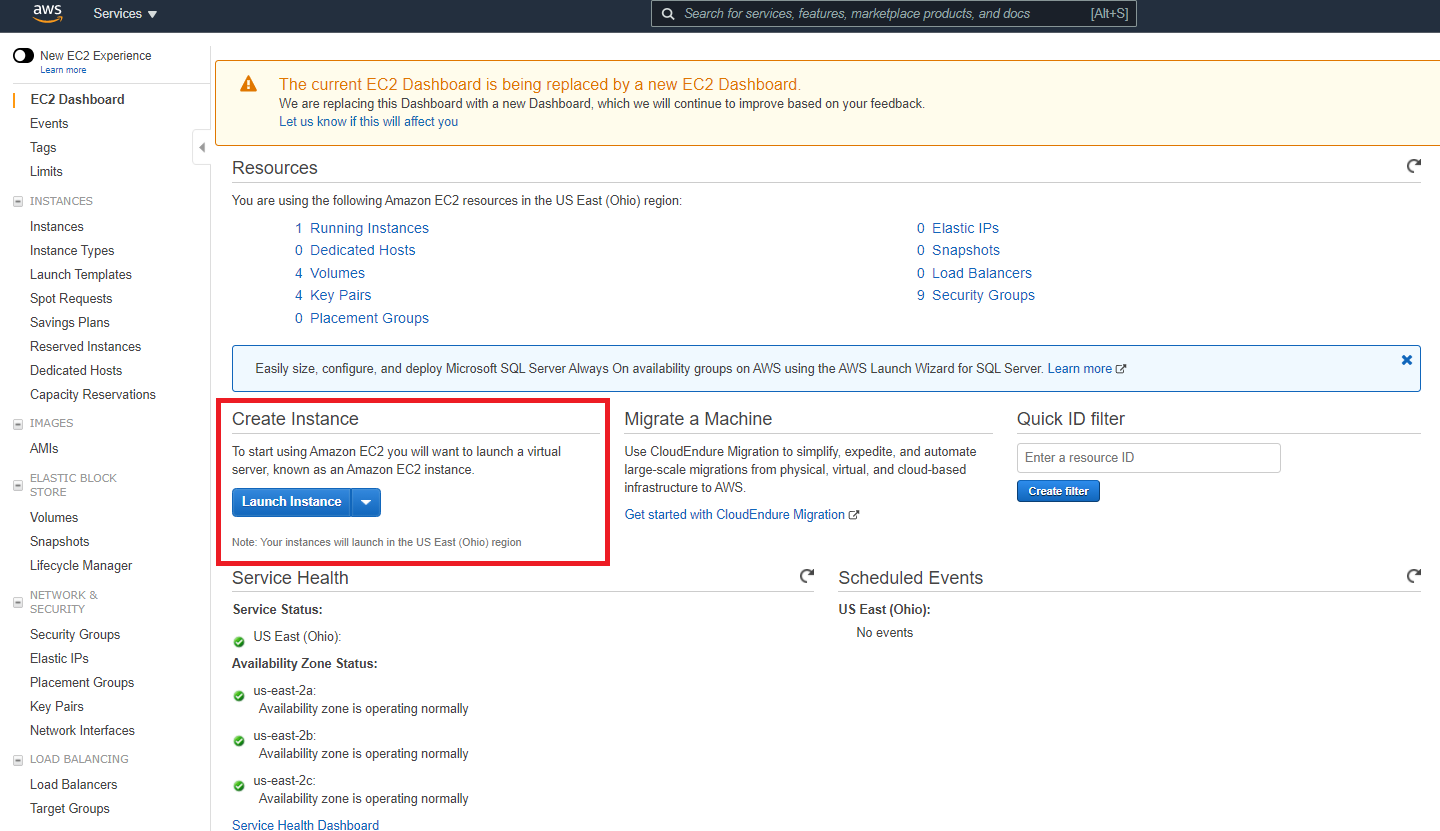 aws
Services
Search for services, features, marketplace products, and docs
[Alt+S]
New EC2 Experience
Learn more
EC2 Dashboard
Events
Tags
Limits
INSTANCES
Instances
Instance Types
Launch Templates
Spot Requests
Savings Plans
Reserved Instances
Dedicated Hosts
Capacity Reservations
IMAGES
AMIs
ELASTIC BLOCK
STORE
Volumes
Snapshots
Lifecycle Manager
NETWORK &
SECURITY
Security Groups
Elastic IPs
Placement Groups
Key Pairs
Network Interfaces
LOAD BALANCING
Load Balancers
Target Groups
The current EC2 Dashboard is being replaced by a new EC2 Dashboard.
We are replacing this Dashboard with a new Dashboard, which we will continue to improve based on your feedback.
Let us know if this will affect you
Resources
You are using the following Amazon EC2 resources in the US East (Ohio) region:
1 Running Instances
0 Dedicated Hosts
4 Volumes
4 Key Pairs
0 Placement Groups
0 Elastic IPs
0 Snapshots
0 Load Balancers
9 Security Groups
Easily size, configure, and deploy Microsoft SQL Server Always On availability groups on AWS using the AWS Launch Wizard for SQL Server. Learn more
Create Instance
To start using Amazon EC2 you will want to launch a virtual
server, known as an Amazon EC2 instance.
Launch Instance
Note: Your instances will launch in the US East (Ohio) region
Migrate a Machine
Use CloudEndure Migration to simplify, expedite, and automate
large-scale migrations from physical, virtual, and cloud-based
infrastructure to AWS.
Get started with CloudEndure Migration
Quick ID filter
Enter a resource ID
Create filter
Service Health
Service Status:
US East (Ohio):
Availability Zone Status:
us-east-2a:
Availability zone is operating normally
us-east-2b:
Availability zone is operating normally
us-east-2c:
Availability zone is operating normally
Service Health Dashboard
Scheduled Events
US East (Ohio):
No events